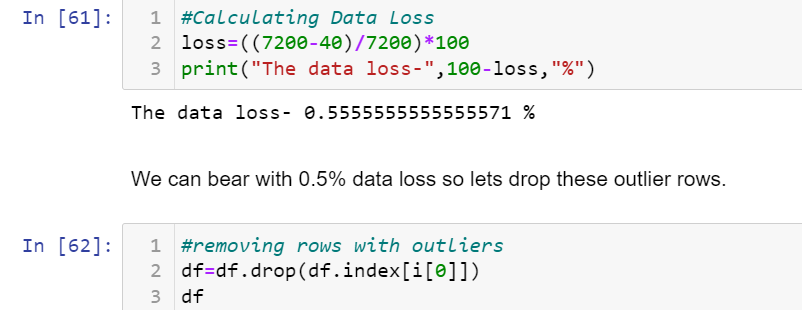 In [61]:
1 #Calculating Data Loss
2 loss=((7200-40)/7200)*100
3 print("The data loss-",100-loss,"%")
The data loss- 0.5555555555555571 %
We can bear with 0.5% data loss so lets drop these outlier rows.
In [62]:
1 #removing rows with outliers
2 df=df.drop(df.index[i[0]])
3 df